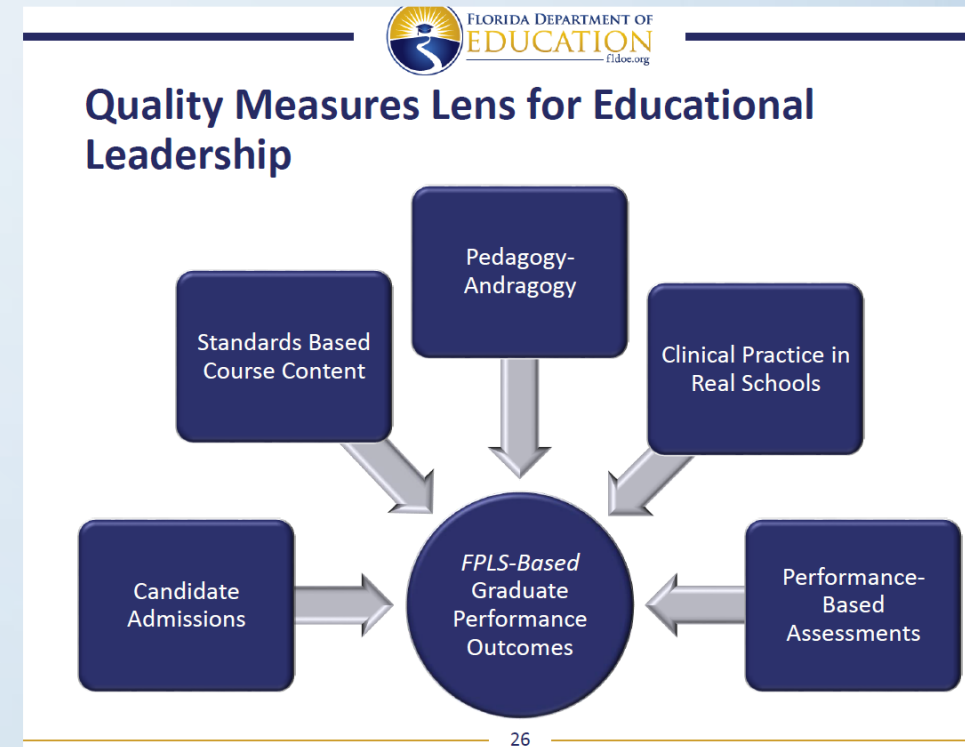 FLORIDA DEPARTMENT OF
EDUCATION
fldoe.org
Quality Measures Lens for Educational
Leadership
Pedagogy-
Andragogy
Standards Based
Course Content
Clinical Practice in
Real Schools
Candidate
Admissions
FPLS-Based
Graduate
Performance
Outcomes
Performance-
Based
Assessments
26